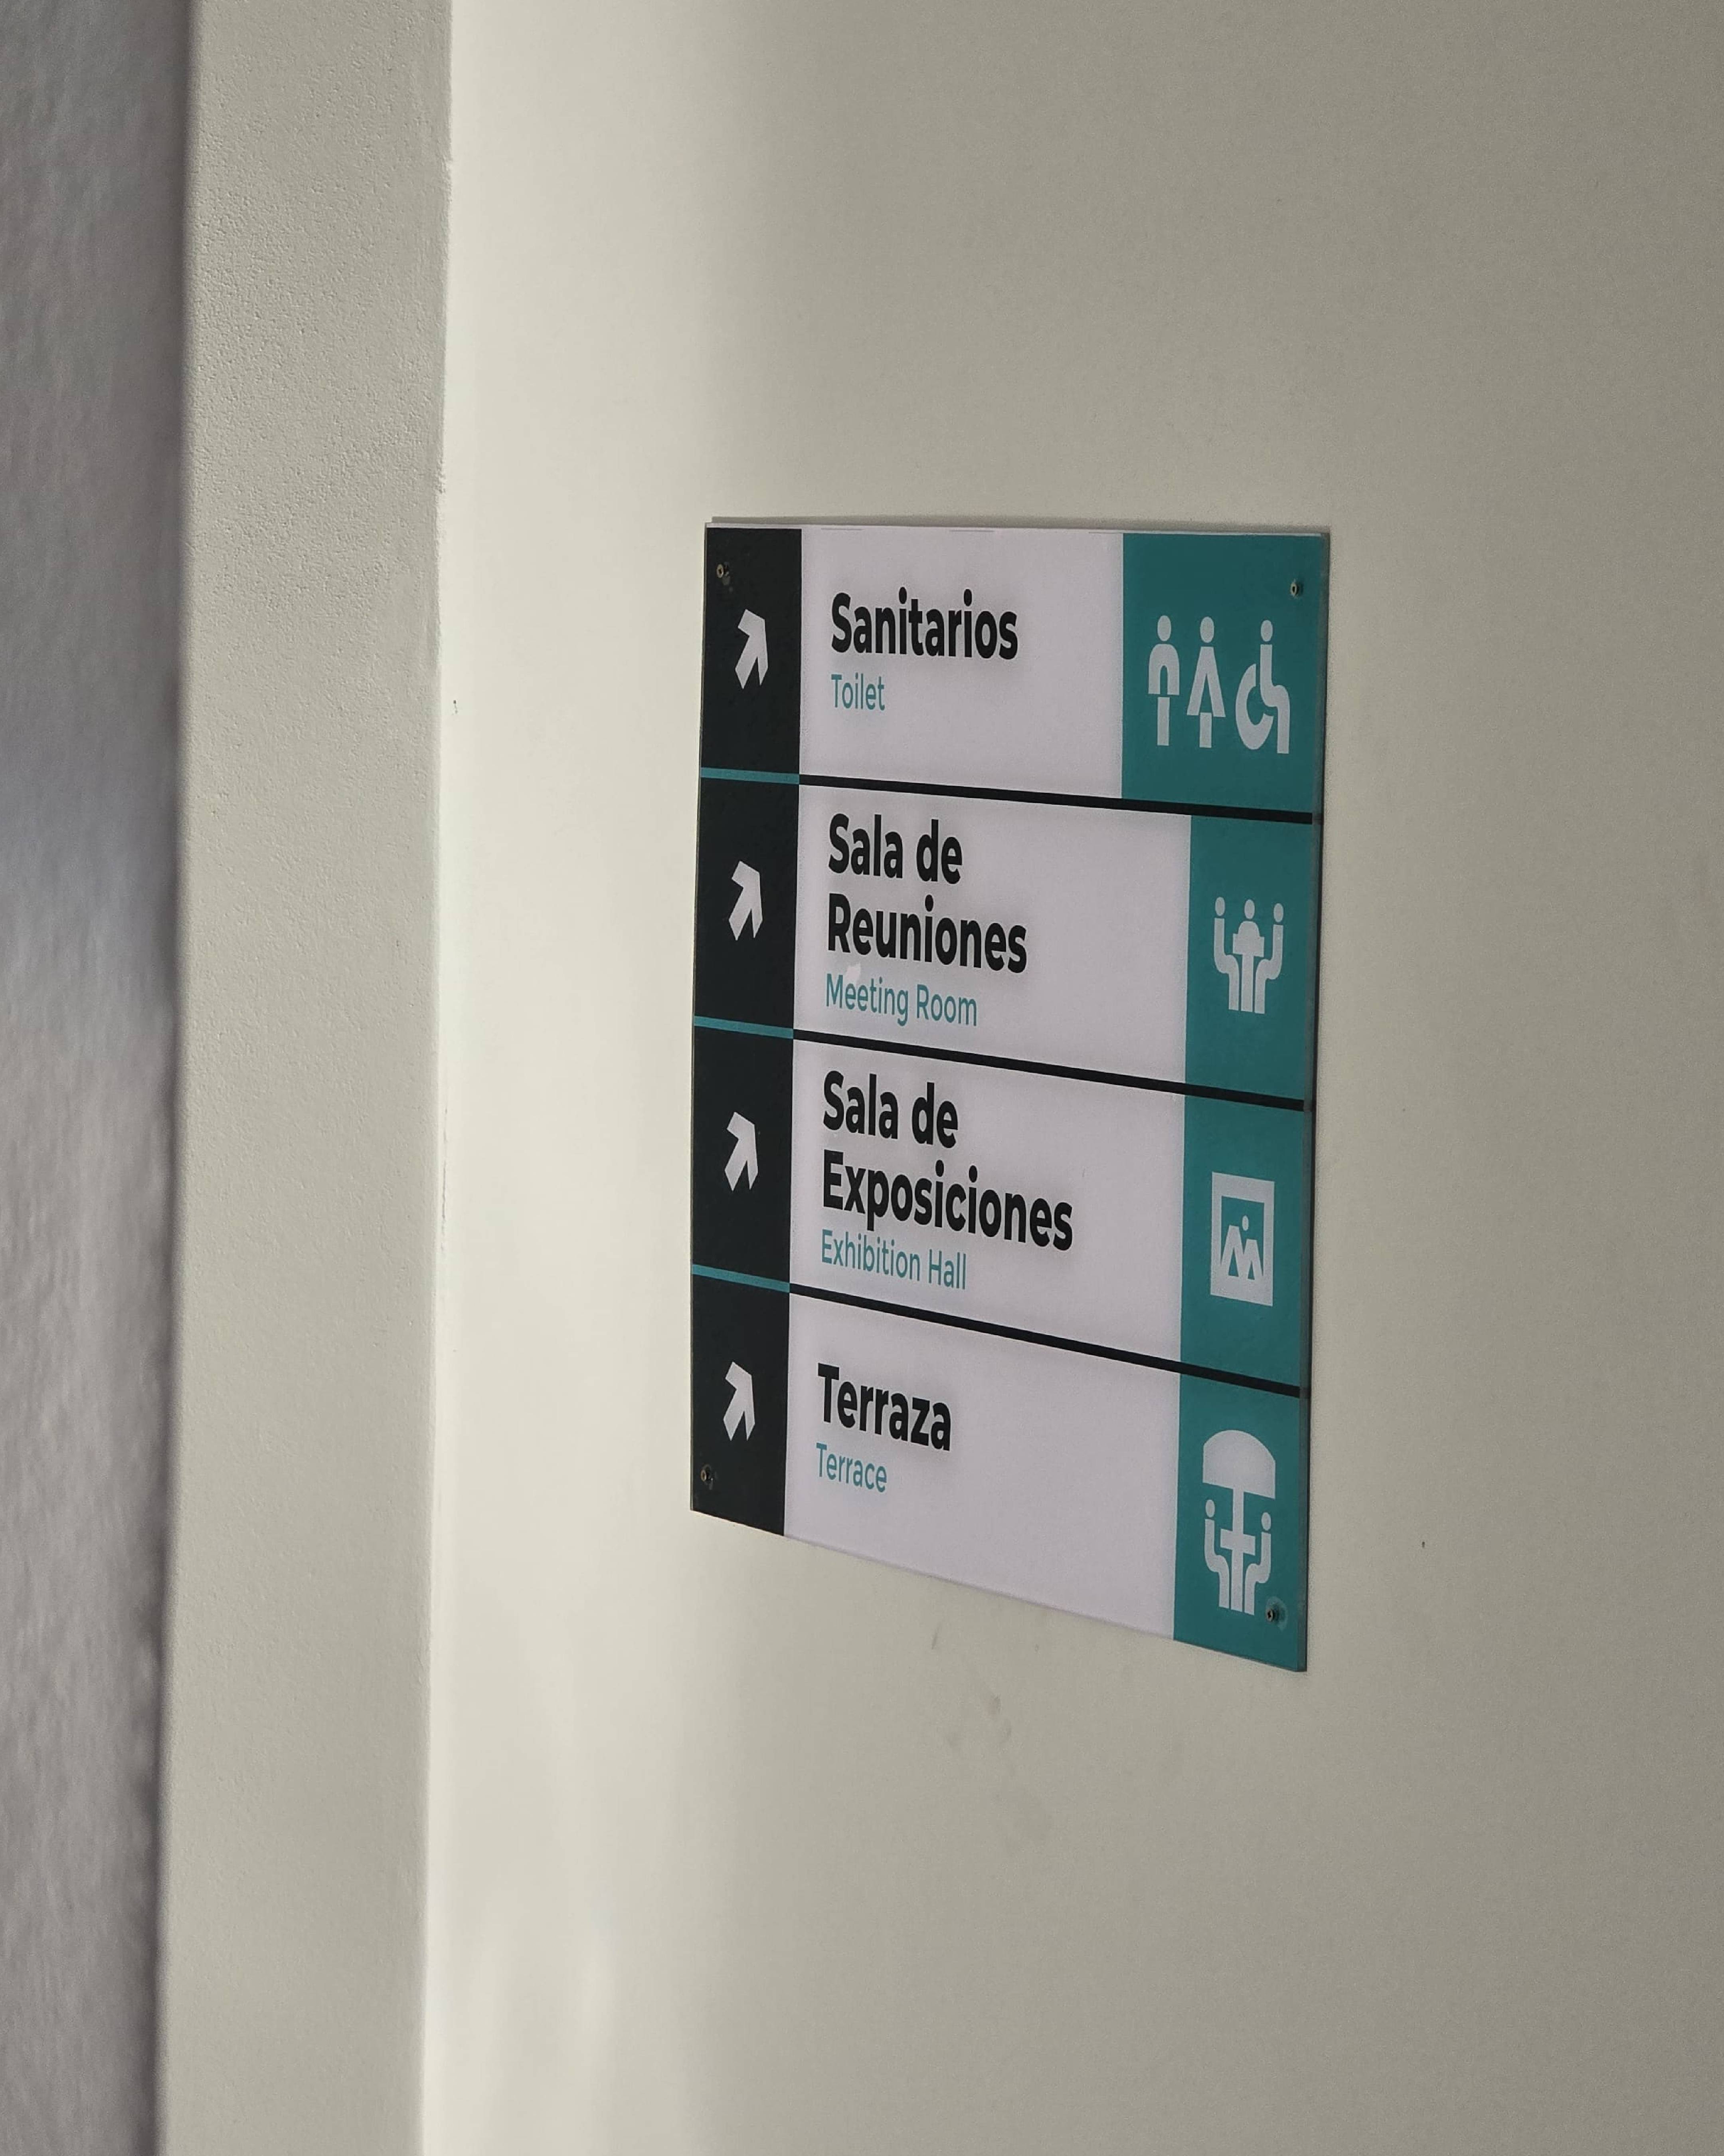 Sanitarios
Toilet
Sala de
Reuniones
Meeting Room
Sala de
Exposiciones
Exhibition Hall
Terraza
Terrace